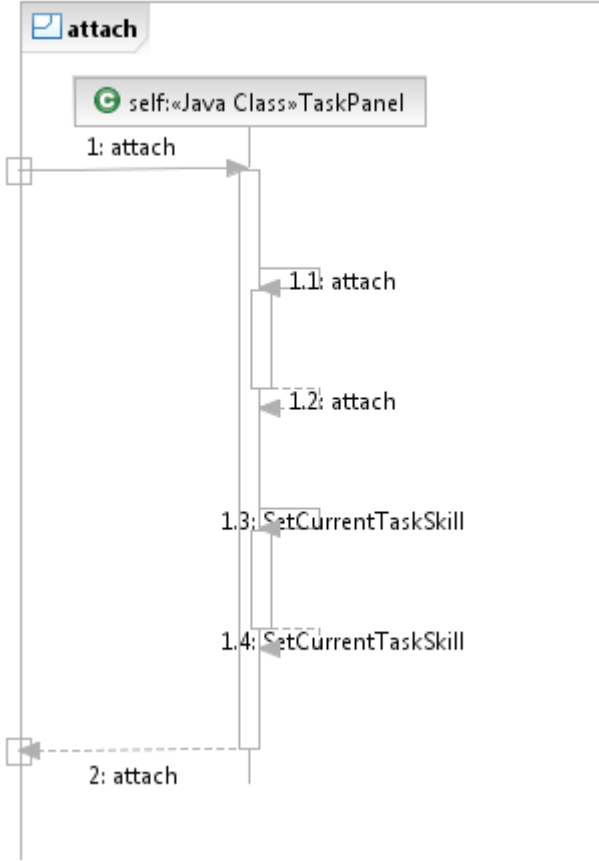 attach
C self:«Java Class»TaskPanel
1: attach
1.1: attach
1.2: attach
1.3: SetCurrentTaskSkill
1.4: SetCurrentTaskSkill
2: attach